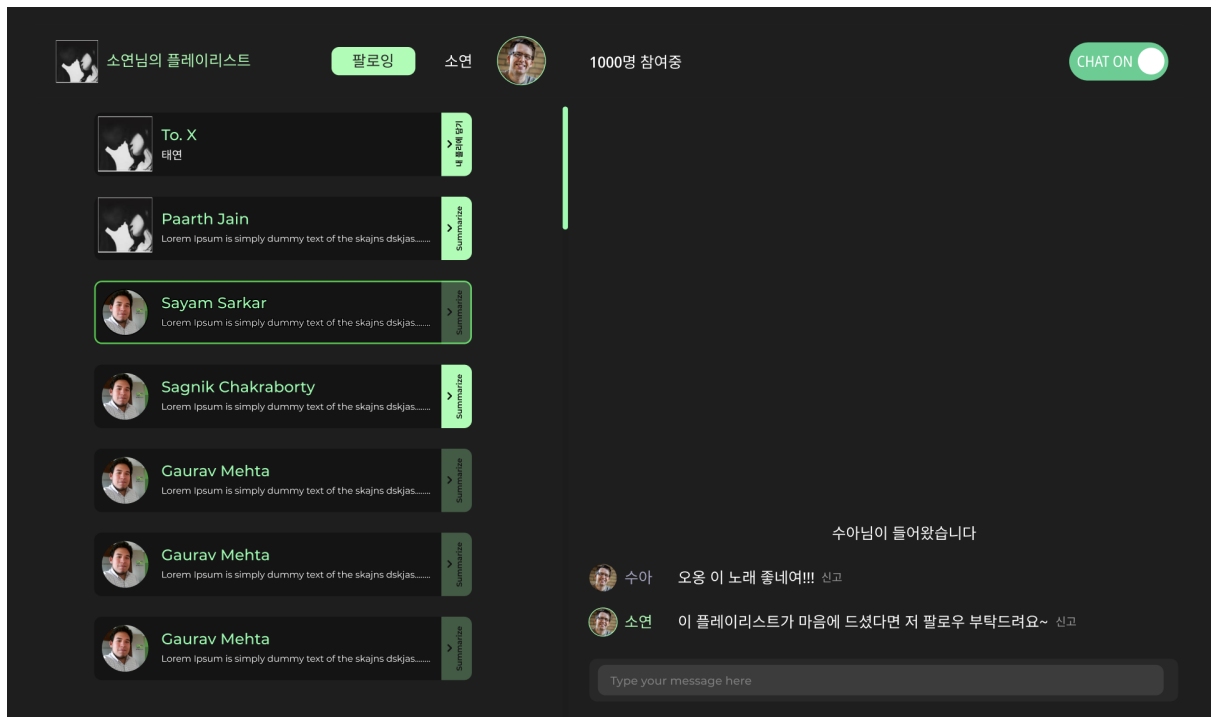 소연님의 플레이리스트
팔로잉
소연
To. X
태연
내 플리에 담기
Paarth Jain
Lorem Ipsum is simply dummy text of the skajns dskjas.......
Summarize
Sayam Sarkar
Lorem Ipsum is simply dummy text of the skajns dskjas.......
Summarize
Sagnik Chakraborty
Lorem Ipsum is simply dummy text of the skajns dskjas.......
Summarize
Gaurav Mehta
Lorem Ipsum is simply dummy text of the skajns dskjas.......
Summarize
Gaurav Mehta
Lorem Ipsum is simply dummy text of the skajns dskjas.......
Summarize
Gaurav Mehta
Lorem Ipsum is simply dummy text of the skajns dskjas.......
Summarize
1000명 참여중
CHAT ON
수아님이 들어왔습니다
수아 오옹 이 노래 좋네여!!! 신고
소연 이 플레이리스트가 마음에 드셨다면 저 팔로우 부탁드려요~ 신고
Type your message here